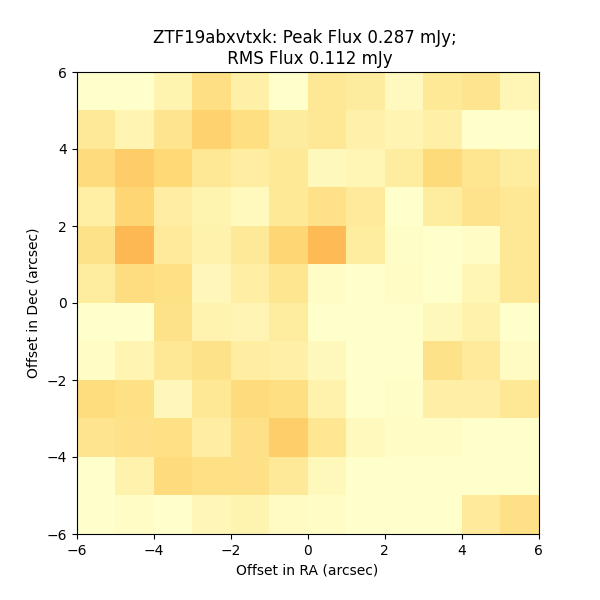 ZTF19abxvtxk: Peak Flux 0.287 mJy;
RMS Flux 0.112 mJy
6
4
2
0
−2
−4
−6
Offset in Dec (arcsec)
−6 −4 −2 0 2 4 6
Offset in RA (arcsec)